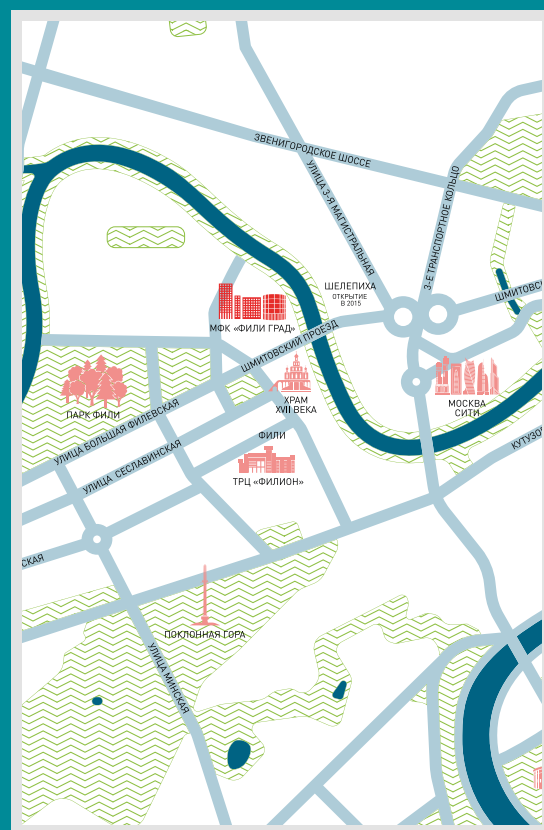 ЗВЕНИГОРОДСКОЕ ШОССЕ
УЛИЦА 3-Я МАГИСТРАЛЬНАЯ
3-Е ТРАНСПОРТНОЕ КОЛЬЦО
ШЕЛЕПИХА
ОТКРЫТИЕ
В 2015
ШМИТОВС
МФК «ФИЛИ ГРАД»
ШМИТОВСКИЙ ПРОЕЗД
ПАРК ФИЛИ
ХРАМ
XVII ВЕКА
МОСКВА
СИТИ
УЛИЦА БОЛЬШАЯ ФИЛЕВСКАЯ
ФИЛИ
КУТУЗО
УЛИЦА СЕСЛАВИНСКАЯ
ТРЦ «ФИЛИОН»
СКАЯ
ПОКЛОННАЯ ГОРА
УЛИЦА МИНСКАЯ